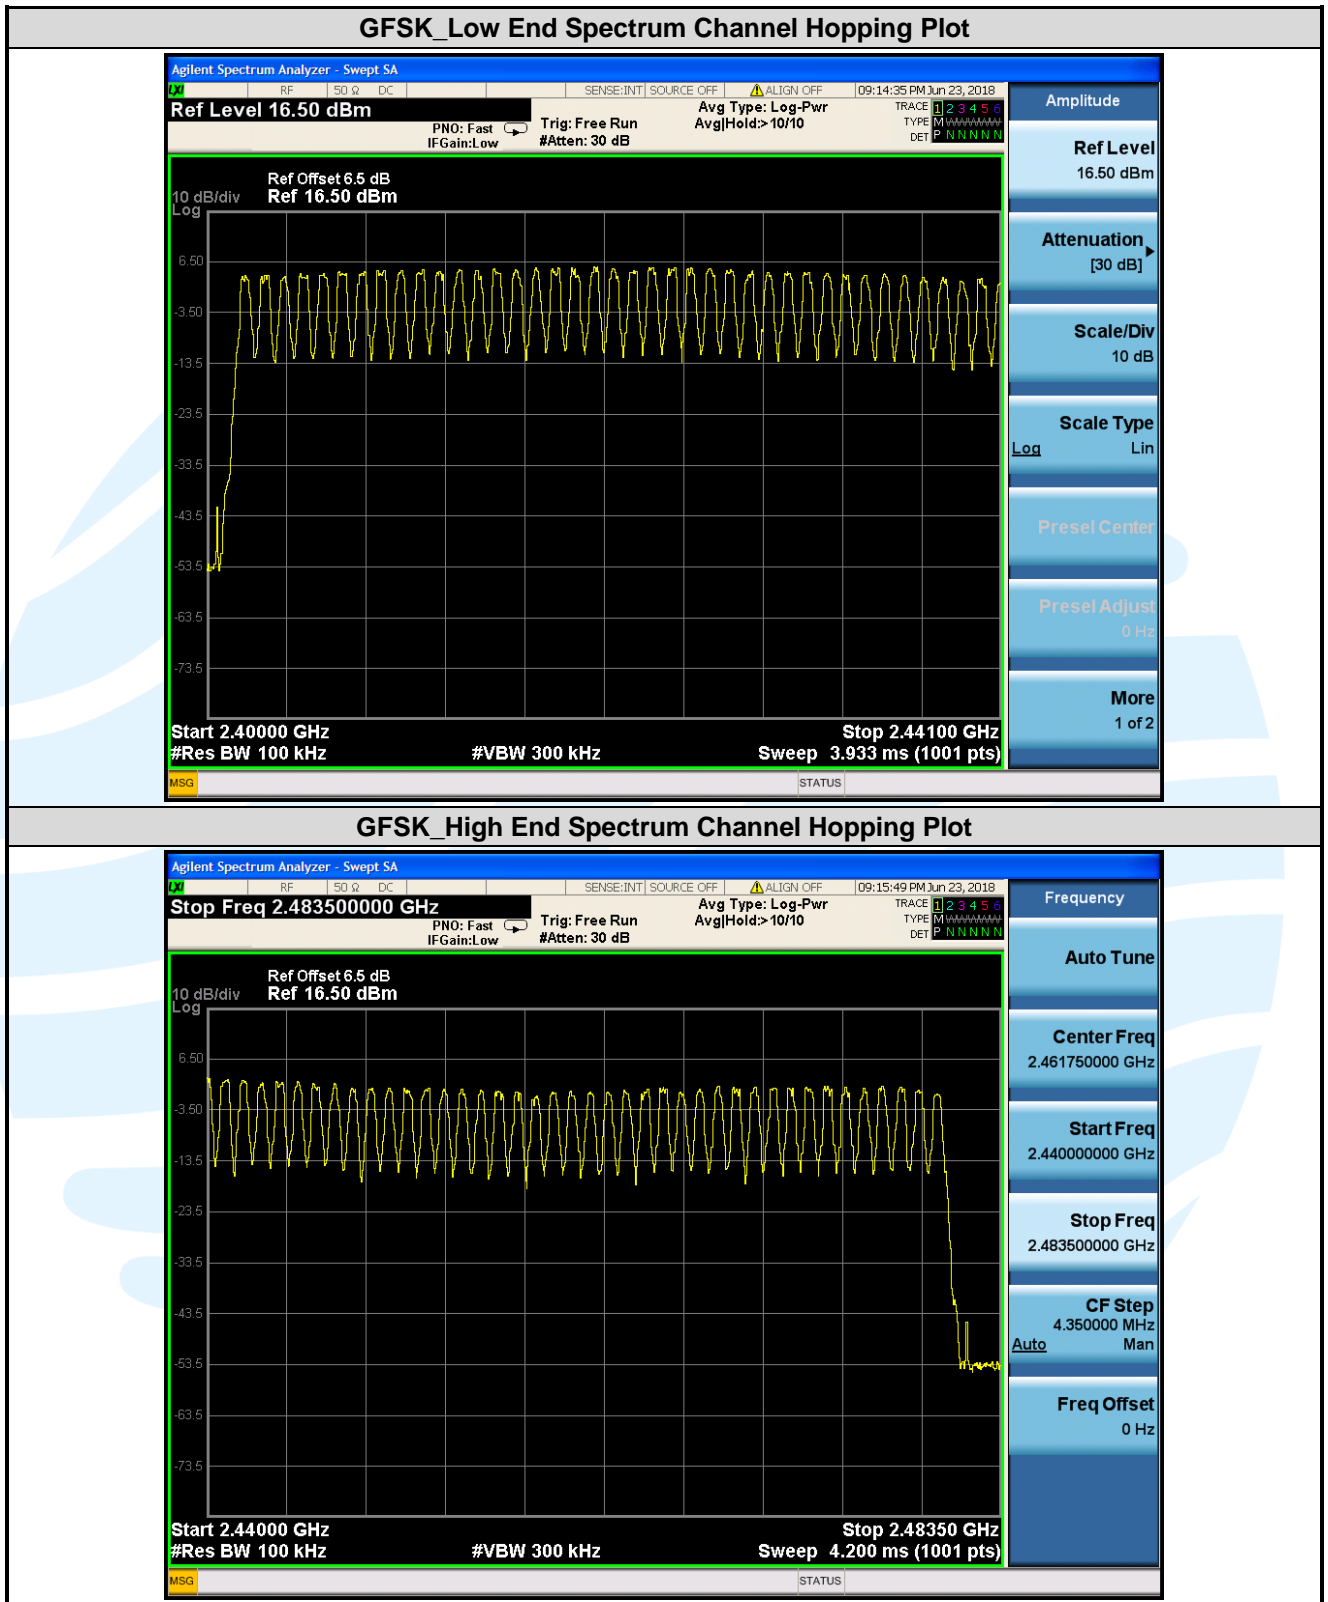 GFSK_Low End Spectrum Channel Hopping Plot
Agilent Spectrum Analyzer - Swept SA
LXI RF 50 Ω DC SENSE:INT SOURCE OFF ALIGN OFF 09:14:35 PM Jun 23, 2018
Ref Level 16.50 dBm
PNO: Fast
IFGain:Low
Trig: Free Run
#Atten: 30 dB
Avg Type: Log-Pwr
Avg|Hold:> 10/10
TRACE 1 2 3 4 5 6
TYPE M
DET P N N N N N
Ref Offset 6.5 dB
10 dB/div Ref 16.50 dBm
Log
6.50
-3.50
-13.5
-23.5
-33.5
-43.5
-53.5
-63.5
-73.5
Start 2.40000 GHz Stop 2.44100 GHz
#Res BW 100 kHz #VBW 300 kHz Sweep 3.933 ms (1001 pts)
MSG STATUS
Amplitude
Ref Level
16.50 dBm
Attenuation
[30 dB]
Scale/Div
10 dB
Scale Type
Log Lin
Presel Center
Presel Adjust
0 Hz
More
1 of 2
GFSK_High End Spectrum Channel Hopping Plot
Agilent Spectrum Analyzer - Swept SA
LXI RF 50 Ω DC SENSE:INT SOURCE OFF ALIGN OFF 09:15:49 PM Jun 23, 2018
Stop Freq 2.483500000 GHz
PNO: Fast
IFGain:Low
Trig: Free Run
#Atten: 30 dB
Avg Type: Log-Pwr
Avg|Hold:> 10/10
TRACE 1 2 3 4 5 6
TYPE M
DET P N N N N N
Ref Offset 6.5 dB
10 dB/div Ref 16.50 dBm
Log
6.50
-3.50
-13.5
-23.5
-33.5
-43.5
-53.5
-63.5
-73.5
Start 2.44000 GHz Stop 2.48350 GHz
#Res BW 100 kHz #VBW 300 kHz Sweep 4.200 ms (1001 pts)
MSG STATUS
Frequency
Auto Tune
Center Freq
2.461750000 GHz
Start Freq
2.440000000 GHz
Stop Freq
2.483500000 GHz
CF Step
4.350000 MHz
Auto Man
Freq Offset
0 Hz